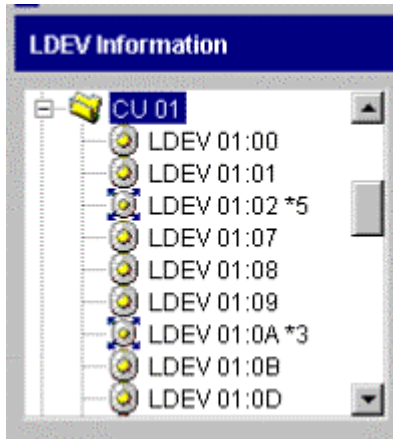 LDEV Information
CU 01
LDEV 01:00
LDEV 01:01
LDEV 01:02 *5
LDEV 01:07
LDEV 01:08
LDEV 01:09
LDEV 01:0A *3
LDEV 01:0B
LDEV 01:0D